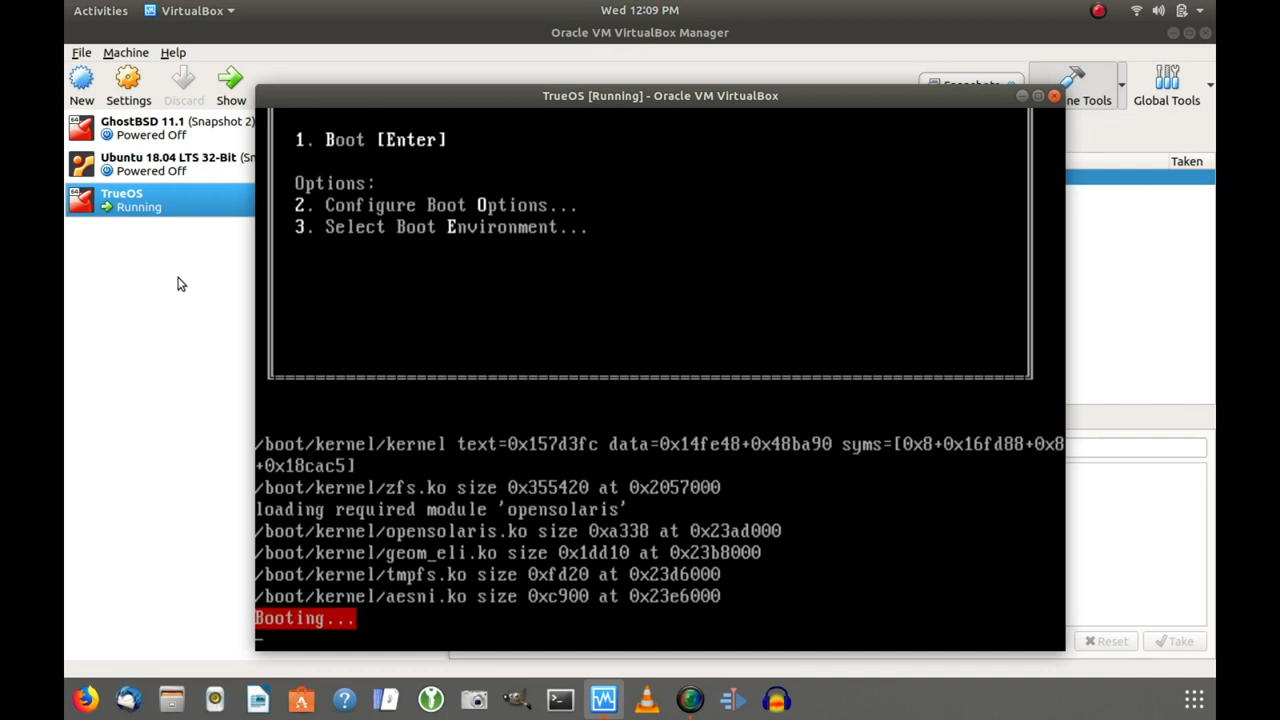 Activities
VirtualBox
Wed 12:09 PM
Oracle VM VirtualBox Manager
File Machine Help
New Settings Discard Show
Global Tools
GhostBSD 11.1 (Snapshot 2)
Powered Off
Ubuntu 18.04 LTS 32-Bit
Powered Off
TrueOS
Running
Taken
TrueOS [Running] - Oracle VM VirtualBox
1. Boot [Enter]
Options:
2. Configure Boot Options...
3. Select Boot Environment...
/boot/kernel/kernel text=0x157d3fc data=0x14fe48+0x48ba90 syms=[0x8+0x16fd88+0x8
+0x18cac5]
/boot/kernel/zfs.ko size 0x355420 at 0x2057000
loading required module 'opensolaris'
/boot/kernel/opensolaris.ko size 0xa338 at 0x23ad000
/boot/kernel/geom_eli.ko size 0x1dd10 at 0x23b8000
/boot/kernel/tmpfs.ko size 0xfd20 at 0x23d6000
/boot/kernel/aesni.ko size 0xc900 at 0x23e6000
Booting...
Reset Take